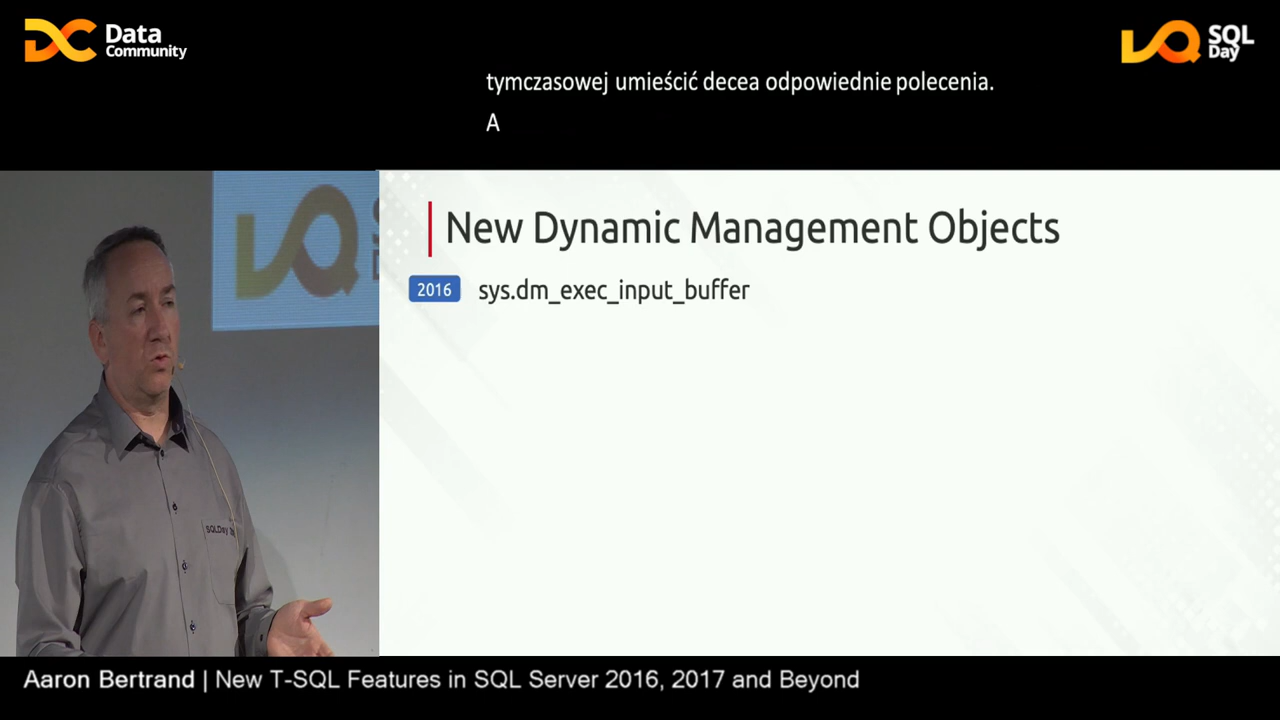 Data
Community
SQL
Day
tymczasowej umieścić decea odpowiednie polecenia.
A
New Dynamic Management Objects
2016 sys.dm_exec_input_buffer
SQLDay
Aaron Bertrand | New T-SQL Features in SQL Server 2016, 2017 and Beyond